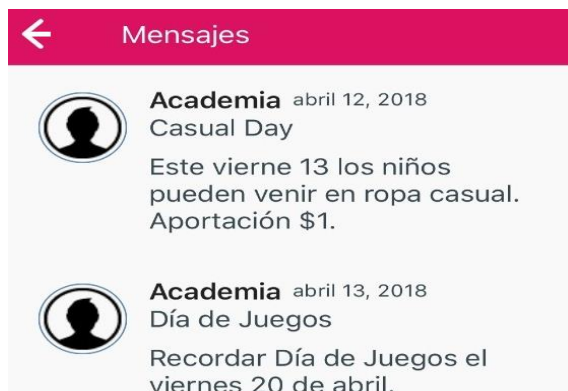 Mensajes
Academia abril 12, 2018
Casual Day
Este vierne 13 los niños
pueden venir en ropa casual.
Aportación $1.
Academia abril 13, 2018
Día de Juegos
Recordar Día de Juegos el
viernes 20 de abril.